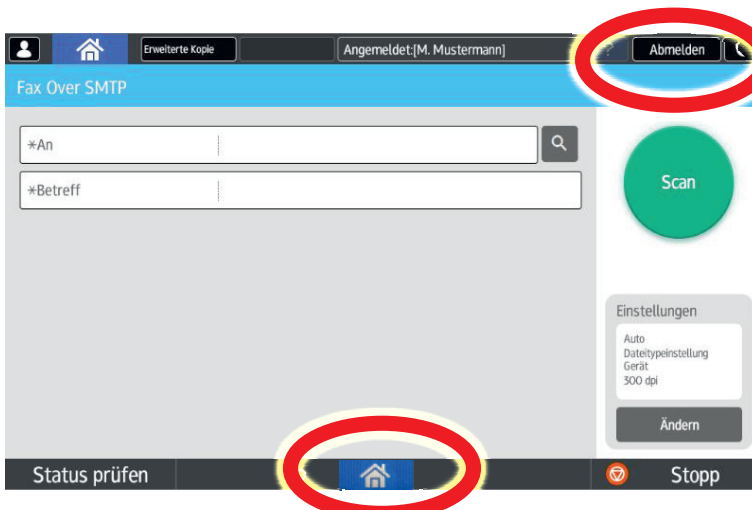 Erweiterte Kopie
Angemeldet:[M. Mustermann]
?
Abmelden
Fax Over SMTP
*An
*Betreff
Scan
Einstellungen
Auto
Dateitypeinstellung
Gerät
300 dpi
Ändern
Status prüfen
Stopp